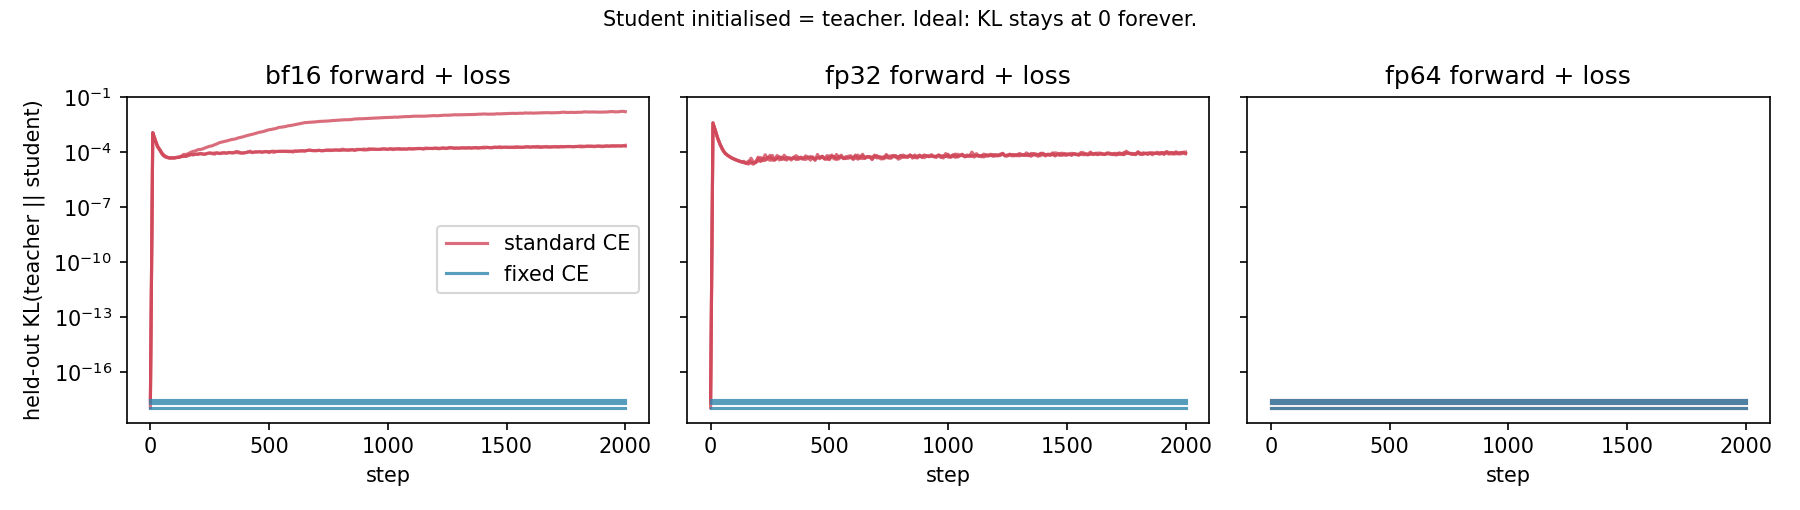 Student initialised = teacher. Ideal: KL stays at 0 forever.
bf16 forward + loss
fp32 forward + loss
fp64 forward + loss
held-out KL(teacher || student)
10⁻¹
10⁻⁴
10⁻⁷
10⁻¹⁰
10⁻¹³
10⁻¹⁶
standard CE
fixed CE
0 500 1000 1500 2000
0 500 1000 1500 2000
0 500 1000 1500 2000
step
step
step